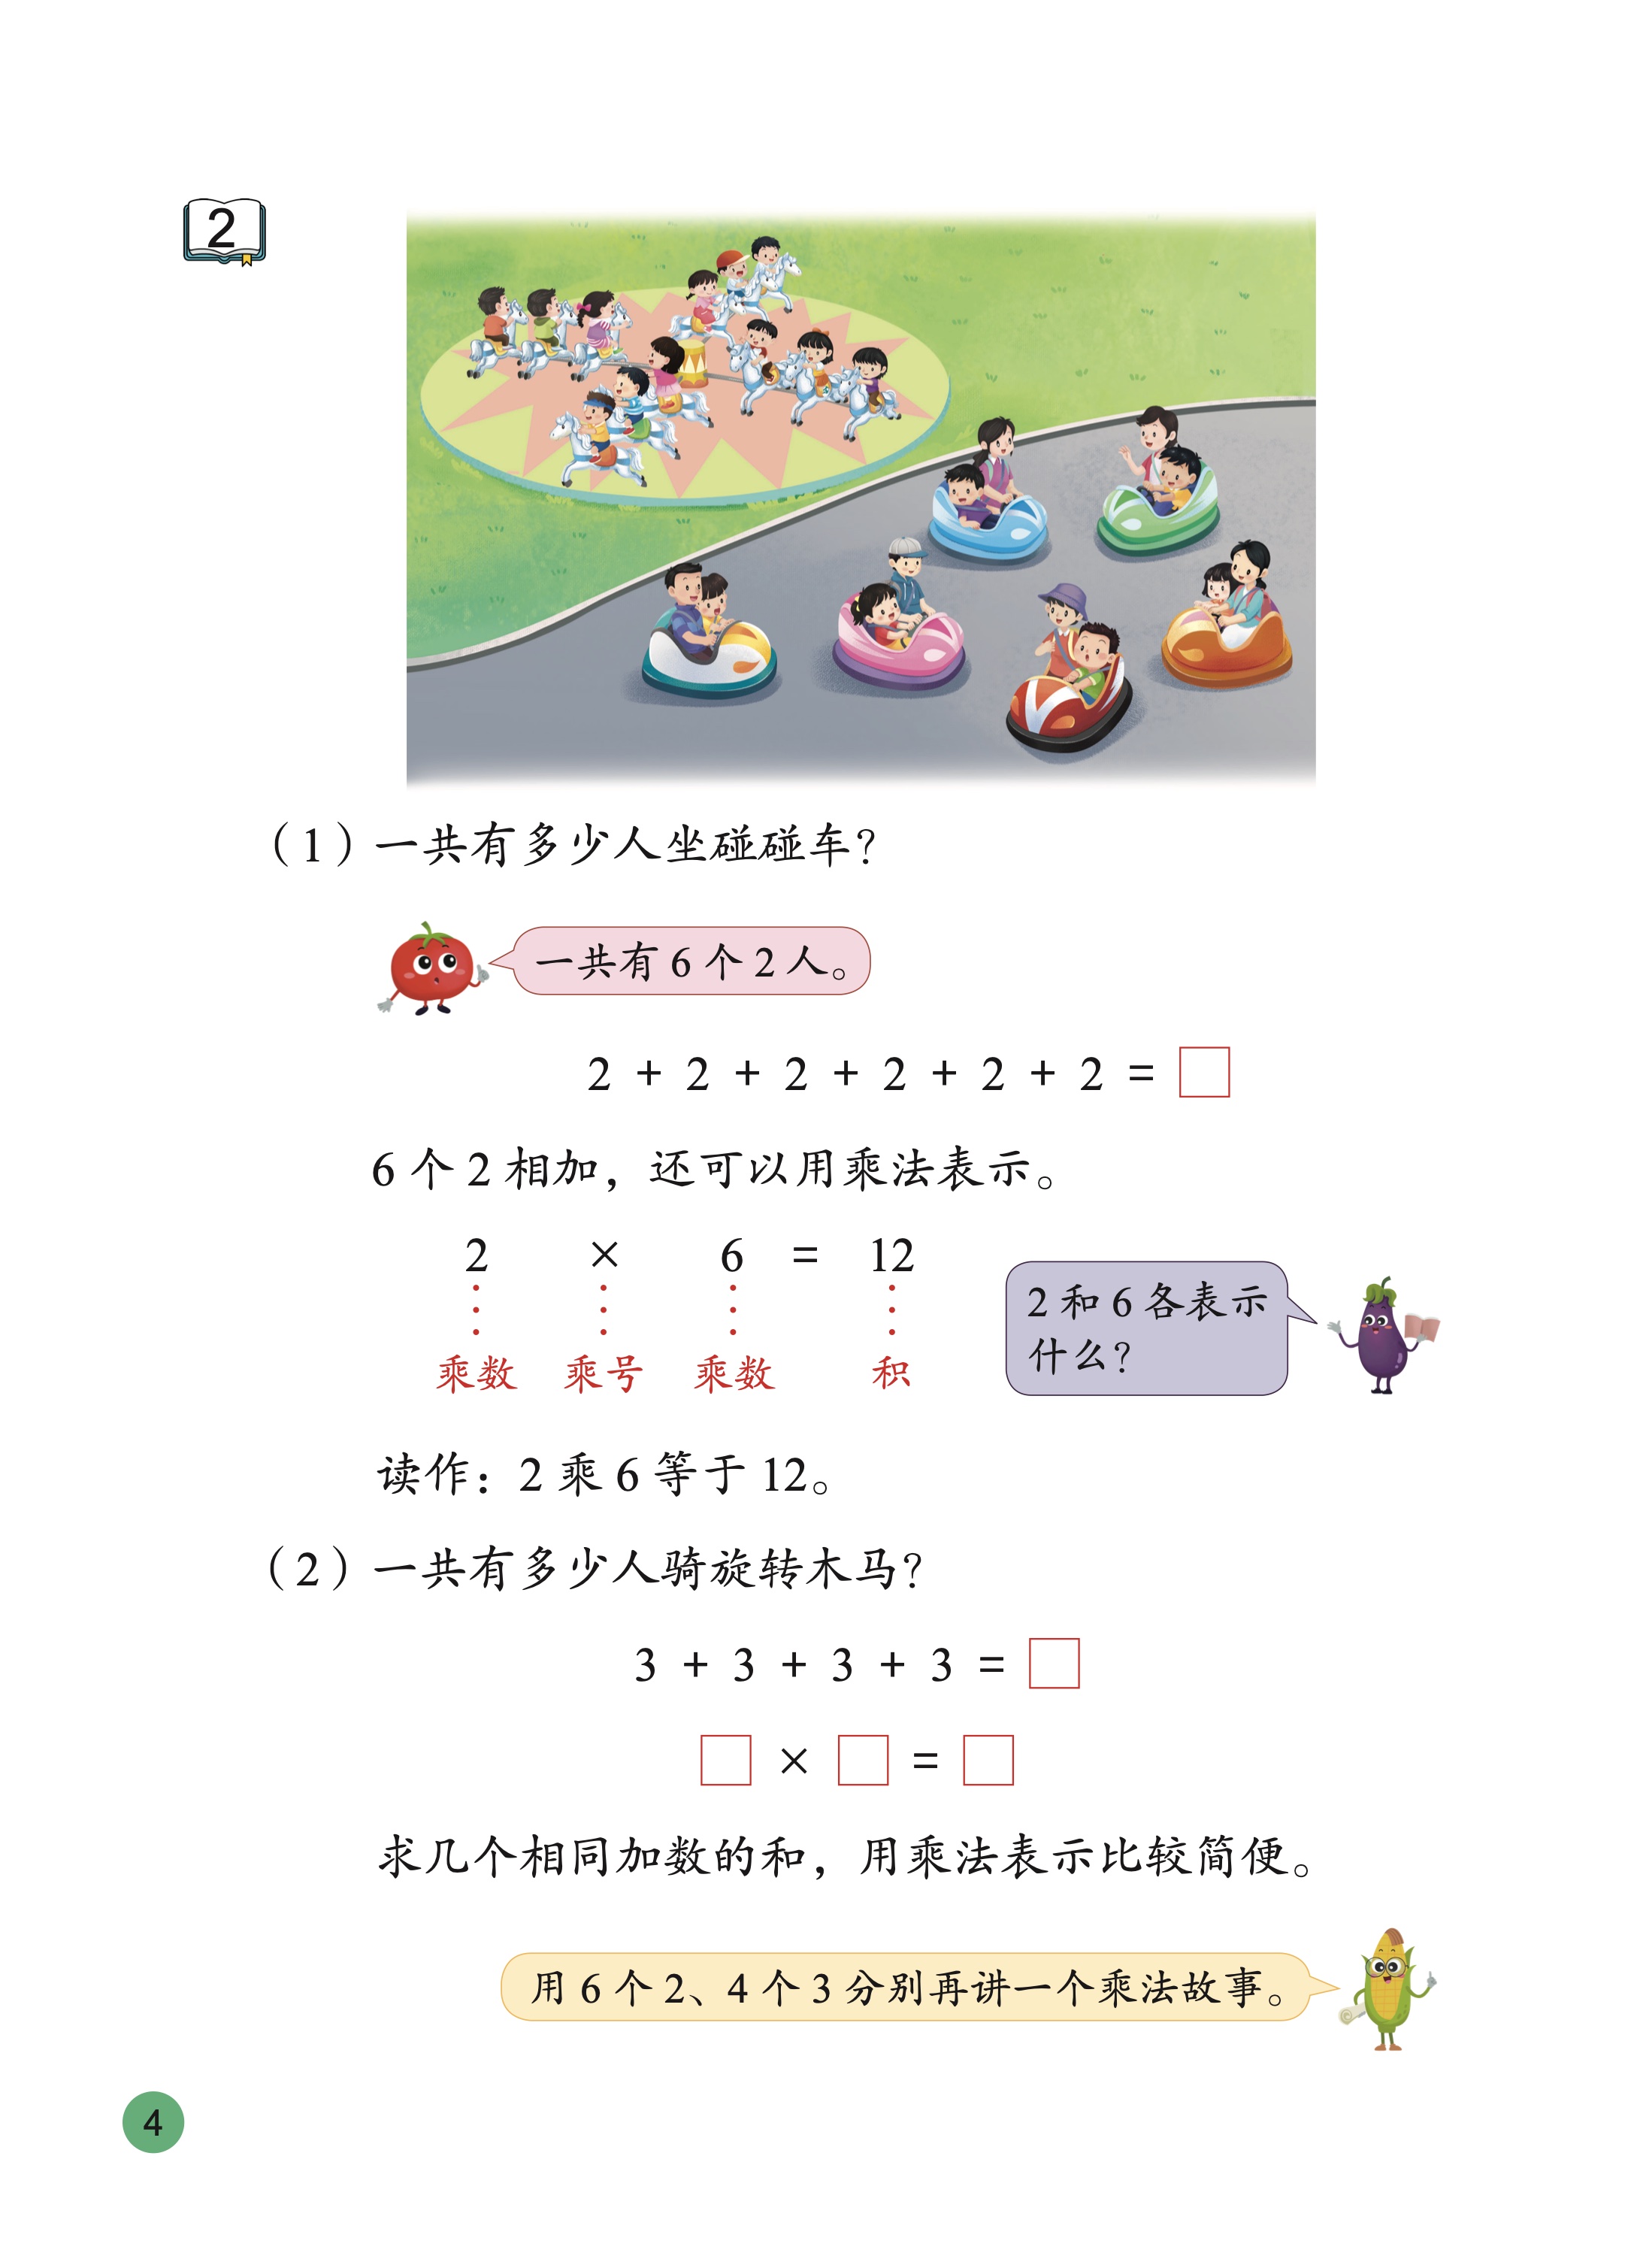 2
（1）一共有多少人坐碰碰车？
一共有 6 个 2 人。
2 + 2 + 2 + 2 + 2 + 2 = □
6 个 2 相加，还可以用乘法表示。
2 × 6 = 12
乘数 乘号 乘数 积
2 和 6 各表示
什么？
读作：2 乘 6 等于 12。
（2）一共有多少人骑旋转木马？
3 + 3 + 3 + 3 = □
□ × □ = □
求几个相同加数的和，用乘法表示比较简便。
用 6 个 2、4 个 3 分别再讲一个乘法故事。
4